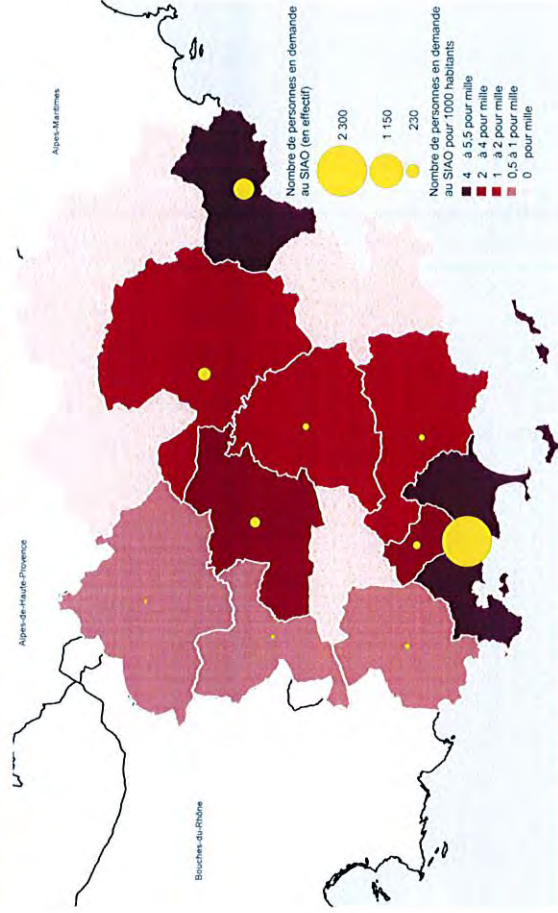 Alpes-de-Haute-Provence
Alpes-Maritimes
Bouches-du-Rhône
Nombre de personnes en demande
au SIAO (en effectif)
2 300
1 150
230
Nombre de personnes en demande
au SIAO pour 1000 habitants
4 à 5,5 pour mille
2 à 4 pour mille
1 à 2 pour mille
0,5 à 1 pour mille
0 pour mille